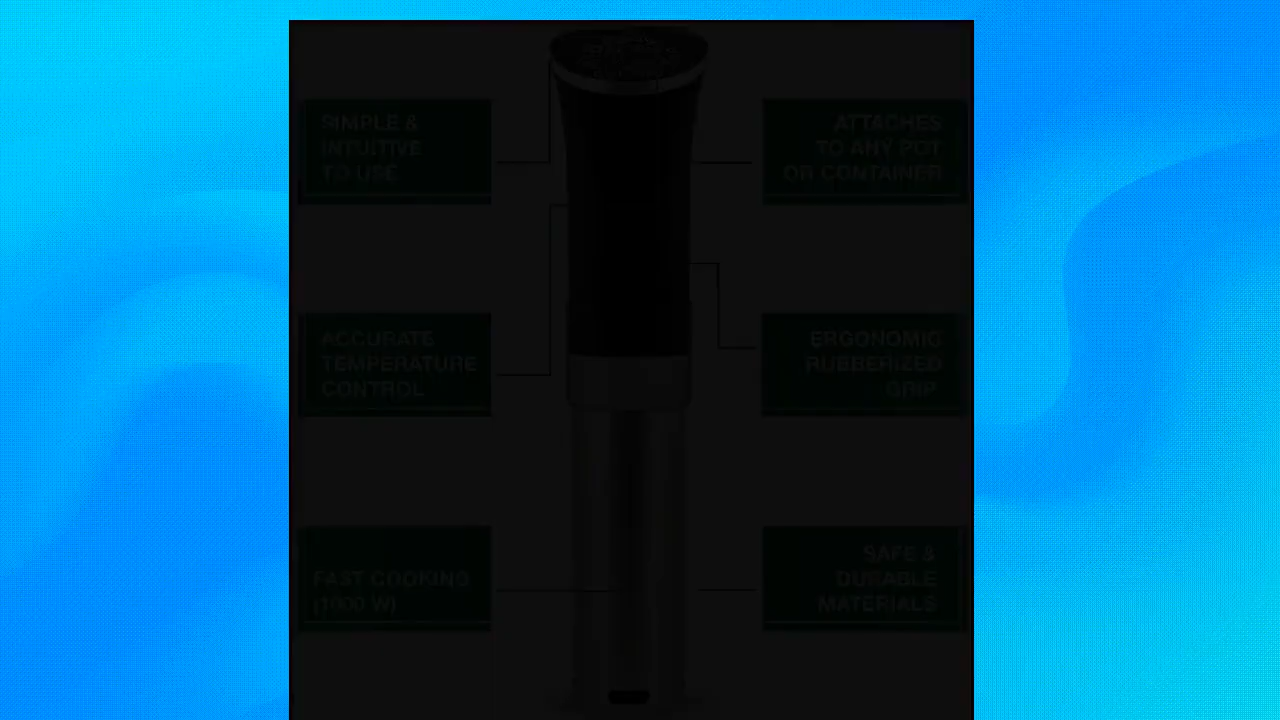 SIMPLE &
INTUITIVE
TO USE
ATTACHES
TO ANY POT
OR CONTAINER
ACCURATE
TEMPERATURE
CONTROL
ERGONOMIC
RUBBERIZED
GRIP
FAST COOKING
(1000 W)
SAFE &
DURABLE
MATERIALS